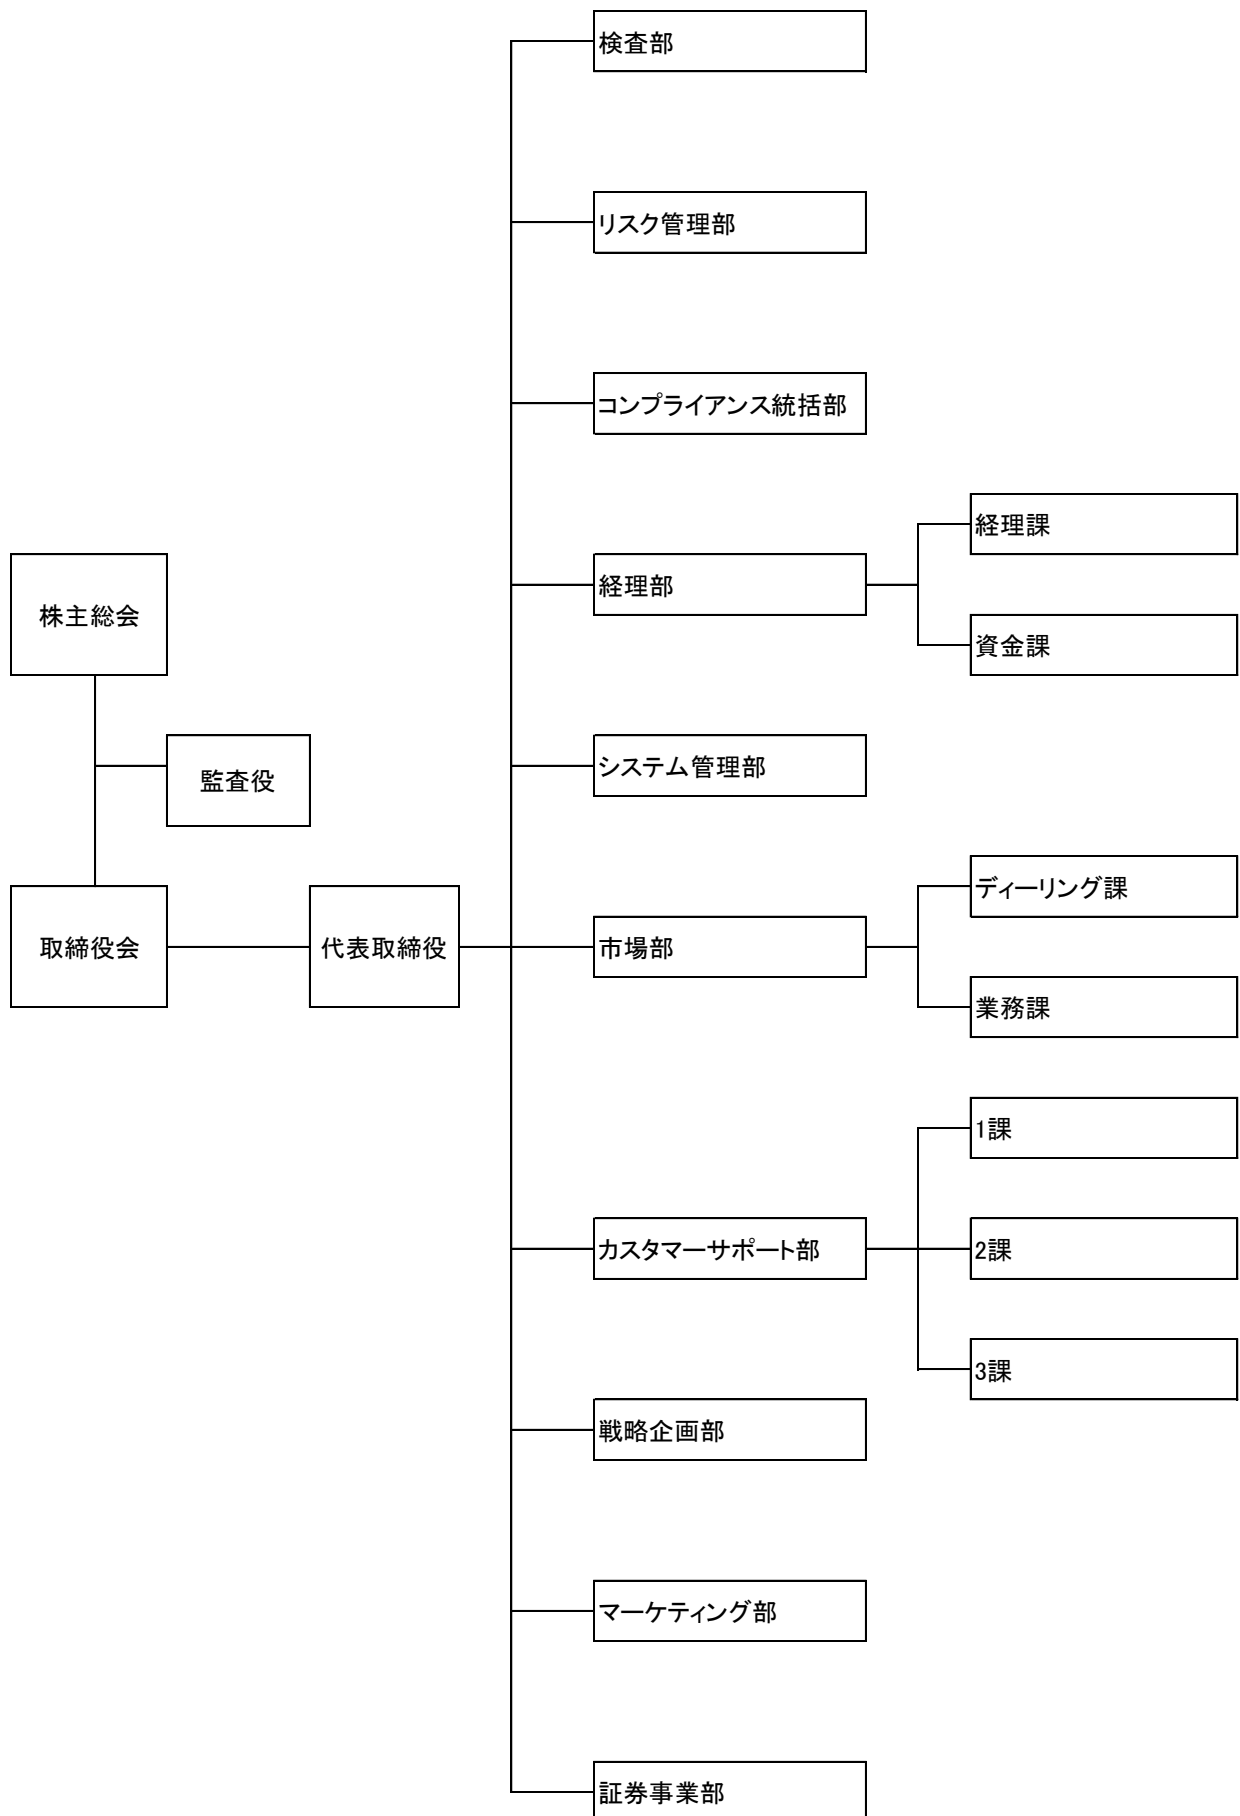 検査部
リスク管理部
コンプライアンス統括部
経理課
株主総会
経理部
資金課
監査役
システム管理部
ディーリング課
取締役会
代表取締役
市場部
業務課
1課
カスタマーサポート部
2課
3課
戦略企画部
マーケティング部
証券事業部